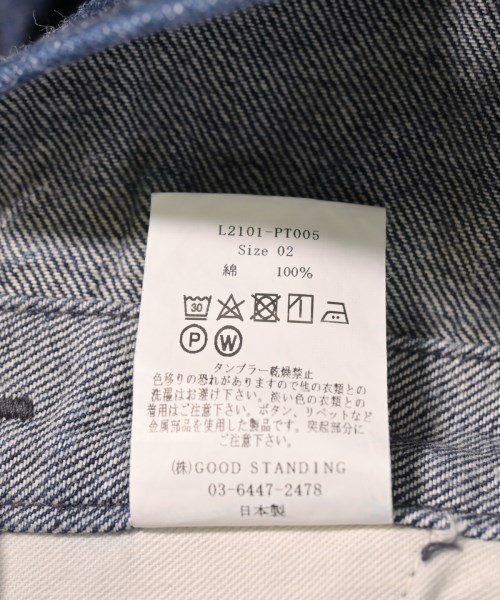 L2101-PT005
Size 02
綿 100%
30
P W
タンブラー乾燥禁止
色移りの恐れがありますので他の衣類との
洗濯はお避け下さい。淡い色の衣類との
着用はご注意下さい。ボタン、リベットなど
金属部品を使用した製品です。突起部分に
ご注意下さい。
(株)GOOD STANDING
03-6447-2478
日本製